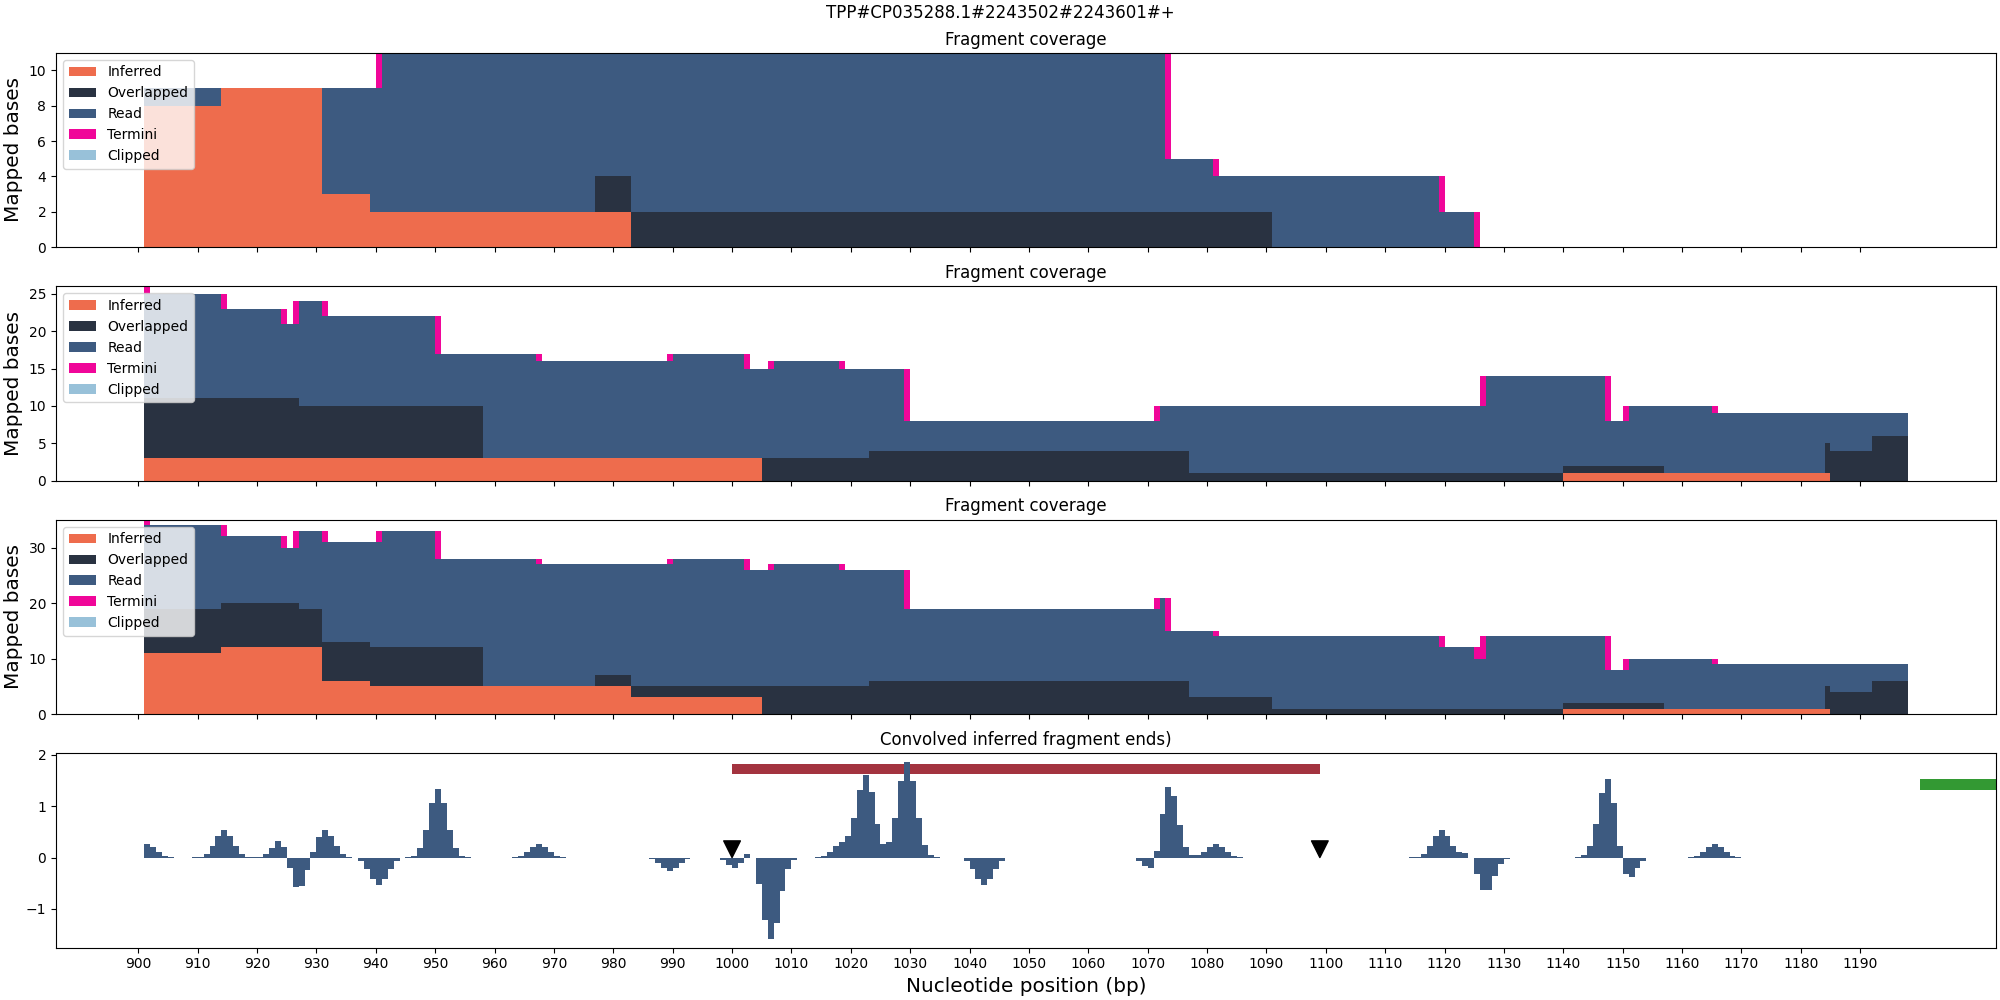 TPP#CP035288.1#2243502#2243601#+
Fragment coverage
Mapped bases
10
8
6
4
2
0
Inferred
Overlapped
Read
Termini
Clipped
Fragment coverage
Mapped bases
25
20
15
10
5
0
Inferred
Overlapped
Read
Termini
Clipped
Fragment coverage
Mapped bases
30
20
10
0
Inferred
Overlapped
Read
Termini
Clipped
Convolved inferred fragment ends)
2
1
0
−1
900 910 920 930 940 950 960 970 980 990 1000 1010 1020 1030 1040 1050 1060 1070 1080 1090 1100 1110 1120 1130 1140 1150 1160 1170 1180 1190
Nucleotide position (bp)